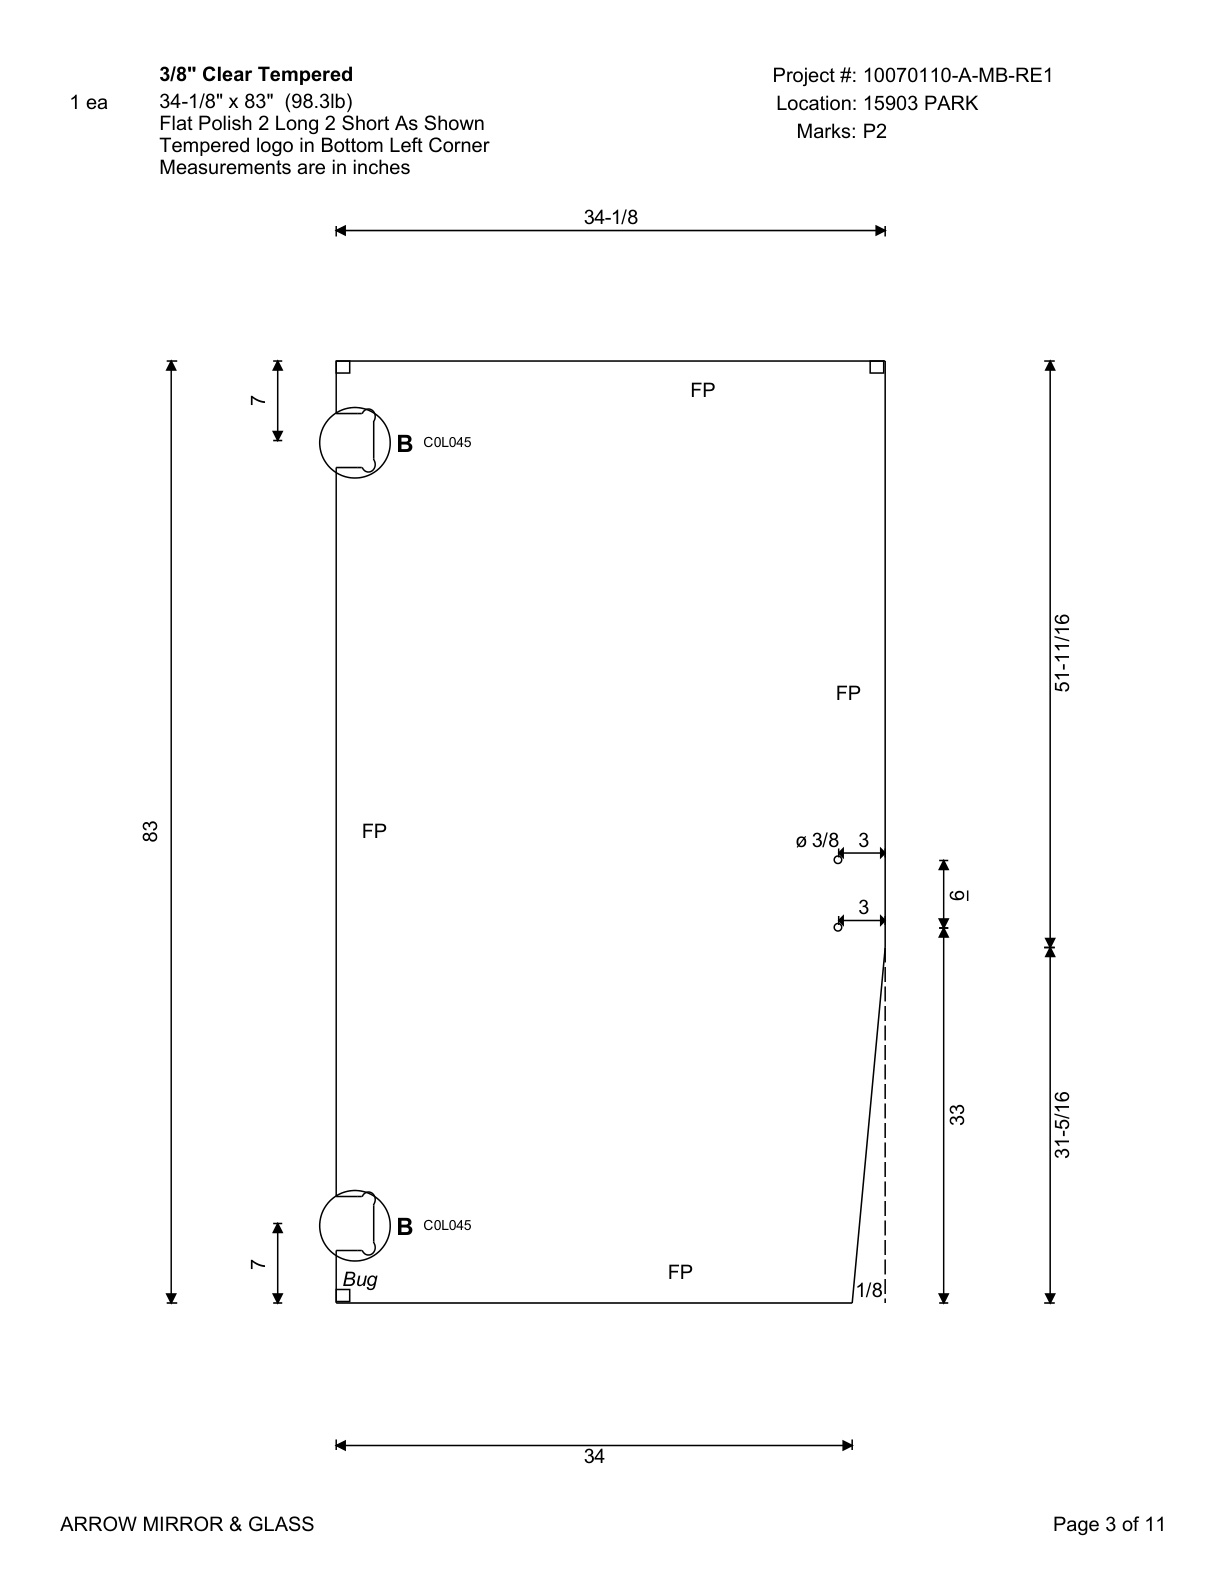 3/8" Clear Tempered
Project #: 10070110-A-MB-RE1
1 ea
34-1/8" x 83" (98.3lb)
Location: 15903 PARK
Flat Polish 2 Long 2 Short As Shown
Marks: P2
Tempered logo in Bottom Left Corner
Measurements are in inches
34-1/8
7
FP
B C0L045
51-11/16
FP
83
FP
ø 3/8
3
6
3
33
31-5/16
B C0L045
7
Bug
FP
1/8
34
ARROW MIRROR & GLASS
Page 3 of 11